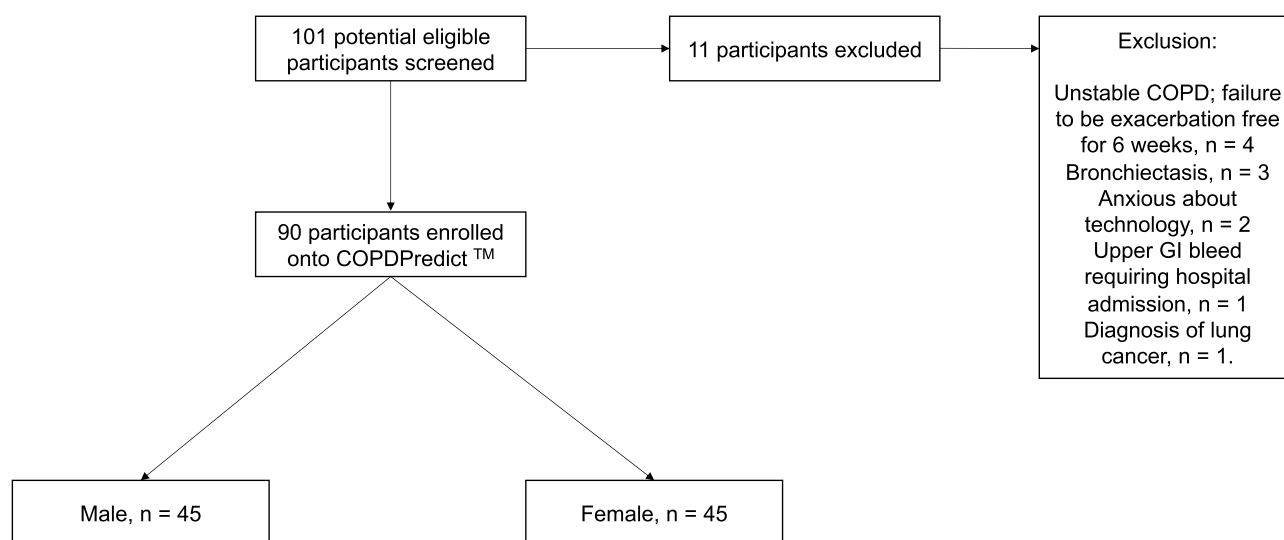 101 potential eligible
participants screened
11 participants excluded
Exclusion:
Unstable COPD; failure
to be exacerbation free
for 6 weeks, n = 4
Bronchiectasis, n = 3
Anxious about
technology, n = 2
Upper GI bleed
requiring hospital
admission, n = 1
Diagnosis of lung
cancer, n = 1.
90 participants enrolled
onto COPDPredict TM
Male, n = 45
Female, n = 45